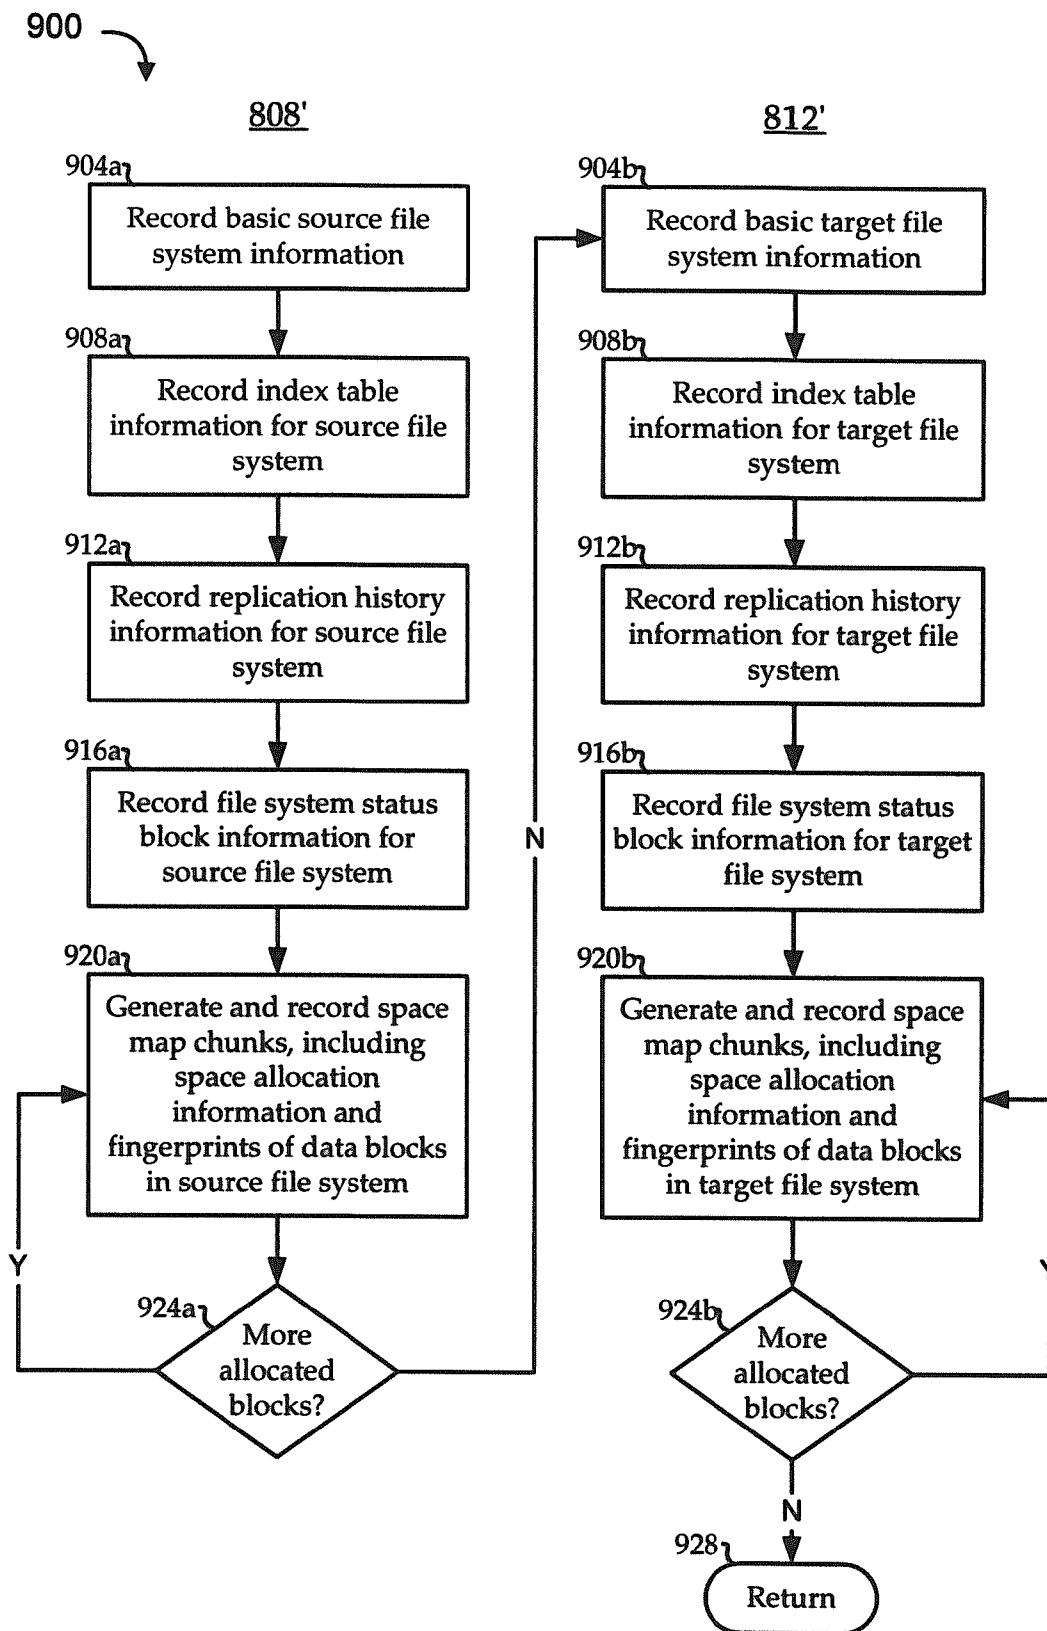 900
808'
904a
Record basic source file
system information
908a
Record index table
information for source file
system
912a
Record replication history
information for source file
system
916a
Record file system status
block information for
source file system
920a
Generate and record space
map chunks, including
space allocation
information and
fingerprints of data blocks
in source file system
Y
924a
More
allocated
blocks?
N
812'
904b
Record basic target file
system information
908b
Record index table
information for target file
system
912b
Record replication history
information for target file
system
916b
Record file system status
block information for target
file system
920b
Generate and record space
map chunks, including
space allocation
information and
fingerprints of data blocks
in target file system
924b
More
allocated
blocks?
N
928
Return